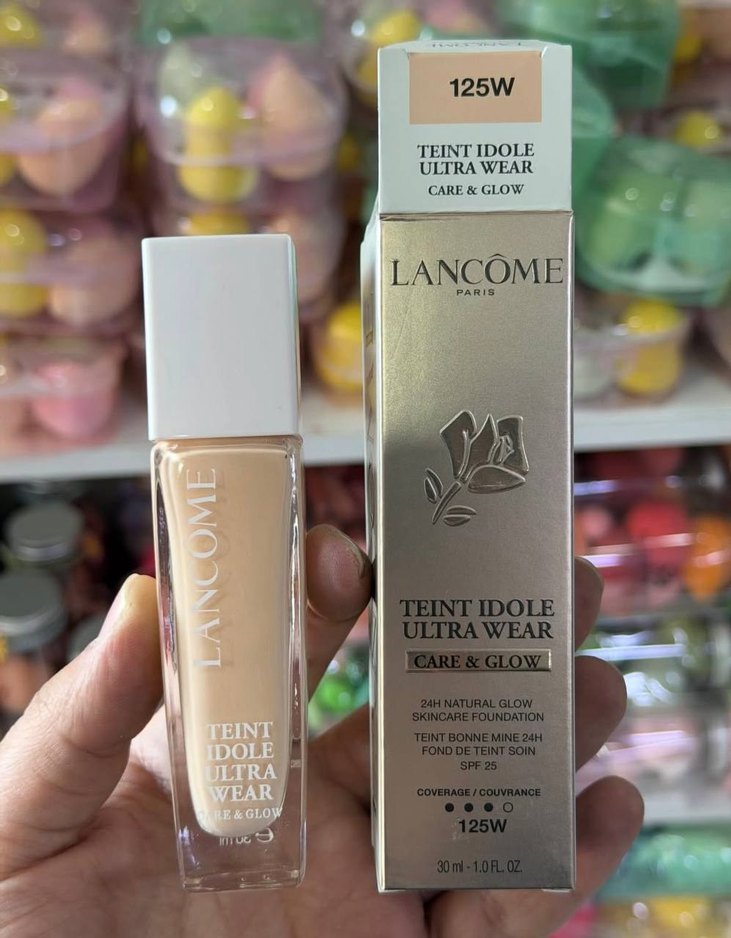 125W
TEINT IDOLE
ULTRA WEAR
CARE & GLOW
LANCÔME
PARIS
TEINT IDOLE
ULTRA WEAR
CARE & GLOW
24H NATURAL GLOW
SKINCARE FOUNDATION
TEINT BONNE MINE 24H
FOND DE TEINT SOIN
SPF 25
COVERAGE / COUVRANCE
125W
30 ml - 1.0 FL. OZ.
LANCOME
TEINT
IDOLE
ULTRA
WEAR
CARE & GLOW